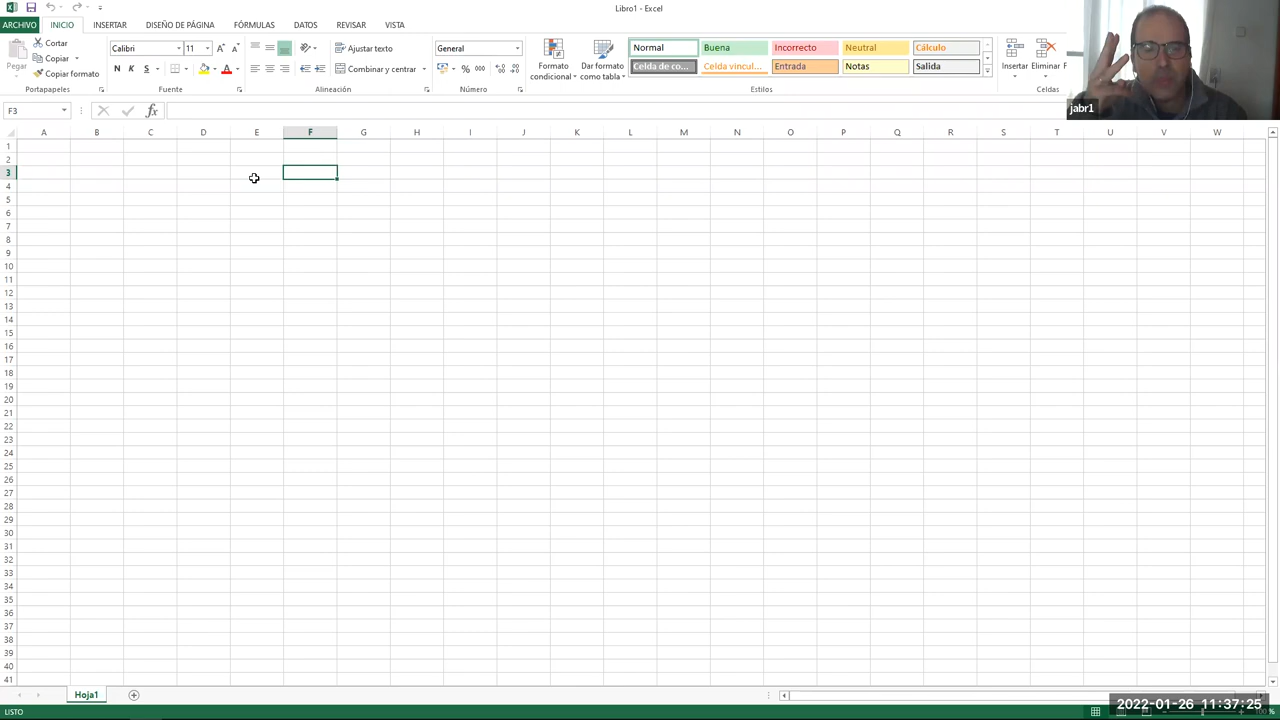 Libro1 - Excel
ARCHIVO INICIO INSERTAR DISEÑO DE PÁGINA FÓRMULAS DATOS REVISAR VISTA
Pegar
Cortar
Copiar
Copiar formato
Portapapeles
Calibri 11
N K S
Fuente
Ajustar texto
Combinar y centrar
Alineación
General
% 000
Número
Formato condicional
Dar formato como tabla
Normal Buena Incorrecto Neutral Cálculo
Celda de co... Celda vincul... Entrada Notas Salida
Estilos
Insertar Eliminar F
Celdas
jabr1
F3
fx
A B C D E F G H I J K L M N O P Q R S T U V W
1
2
3
4
5
6
7
8
9
10
11
12
13
14
15
16
17
18
19
20
21
22
23
24
25
26
27
28
29
30
31
32
33
34
35
36
37
38
39
40
41
Hoja1
LISTO
2022-01-26 11:37:25